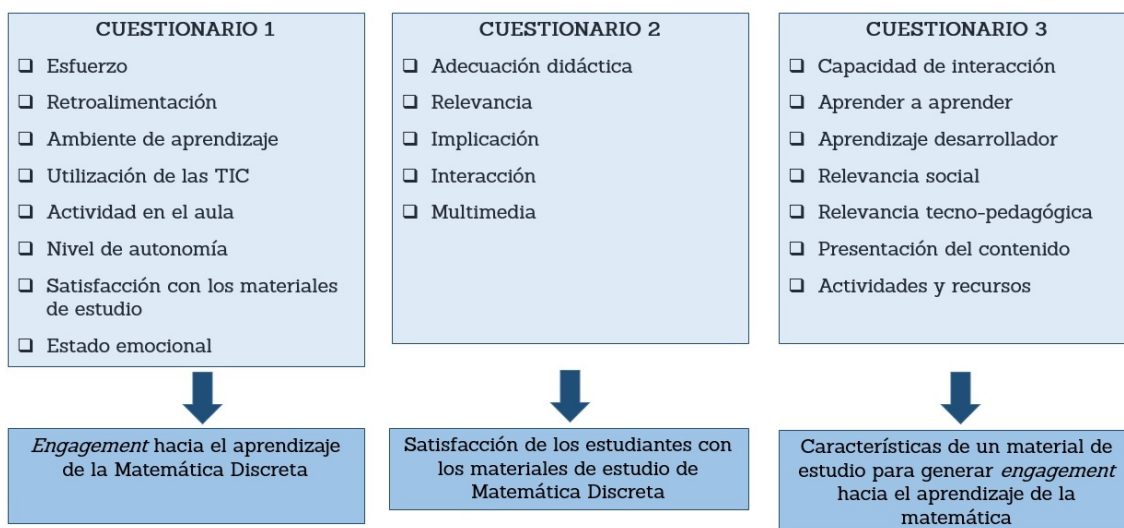 CUESTIONARIO 1
❑ Esfuerzo
❑ Retroalimentación
❑ Ambiente de aprendizaje
❑ Utilización de las TIC
❑ Actividad en el aula
❑ Nivel de autonomía
❑ Satisfacción con los materiales
de estudio
❑ Estado emocional
Engagement hacia el aprendizaje
de la Matemática Discreta
CUESTIONARIO 2
❑ Adecuación didáctica
❑ Relevancia
❑ Implicación
❑ Interacción
❑ Multimedia
Satisfacción de los estudiantes con
los materiales de estudio de
Matemática Discreta
CUESTIONARIO 3
❑ Capacidad de interacción
❑ Aprender a aprender
❑ Aprendizaje desarrollador
❑ Relevancia social
❑ Relevancia tecno-pedagógica
❑ Presentación del contenido
❑ Actividades y recursos
Características de un material de
estudio para generar engagement
hacia el aprendizaje de la
matemática